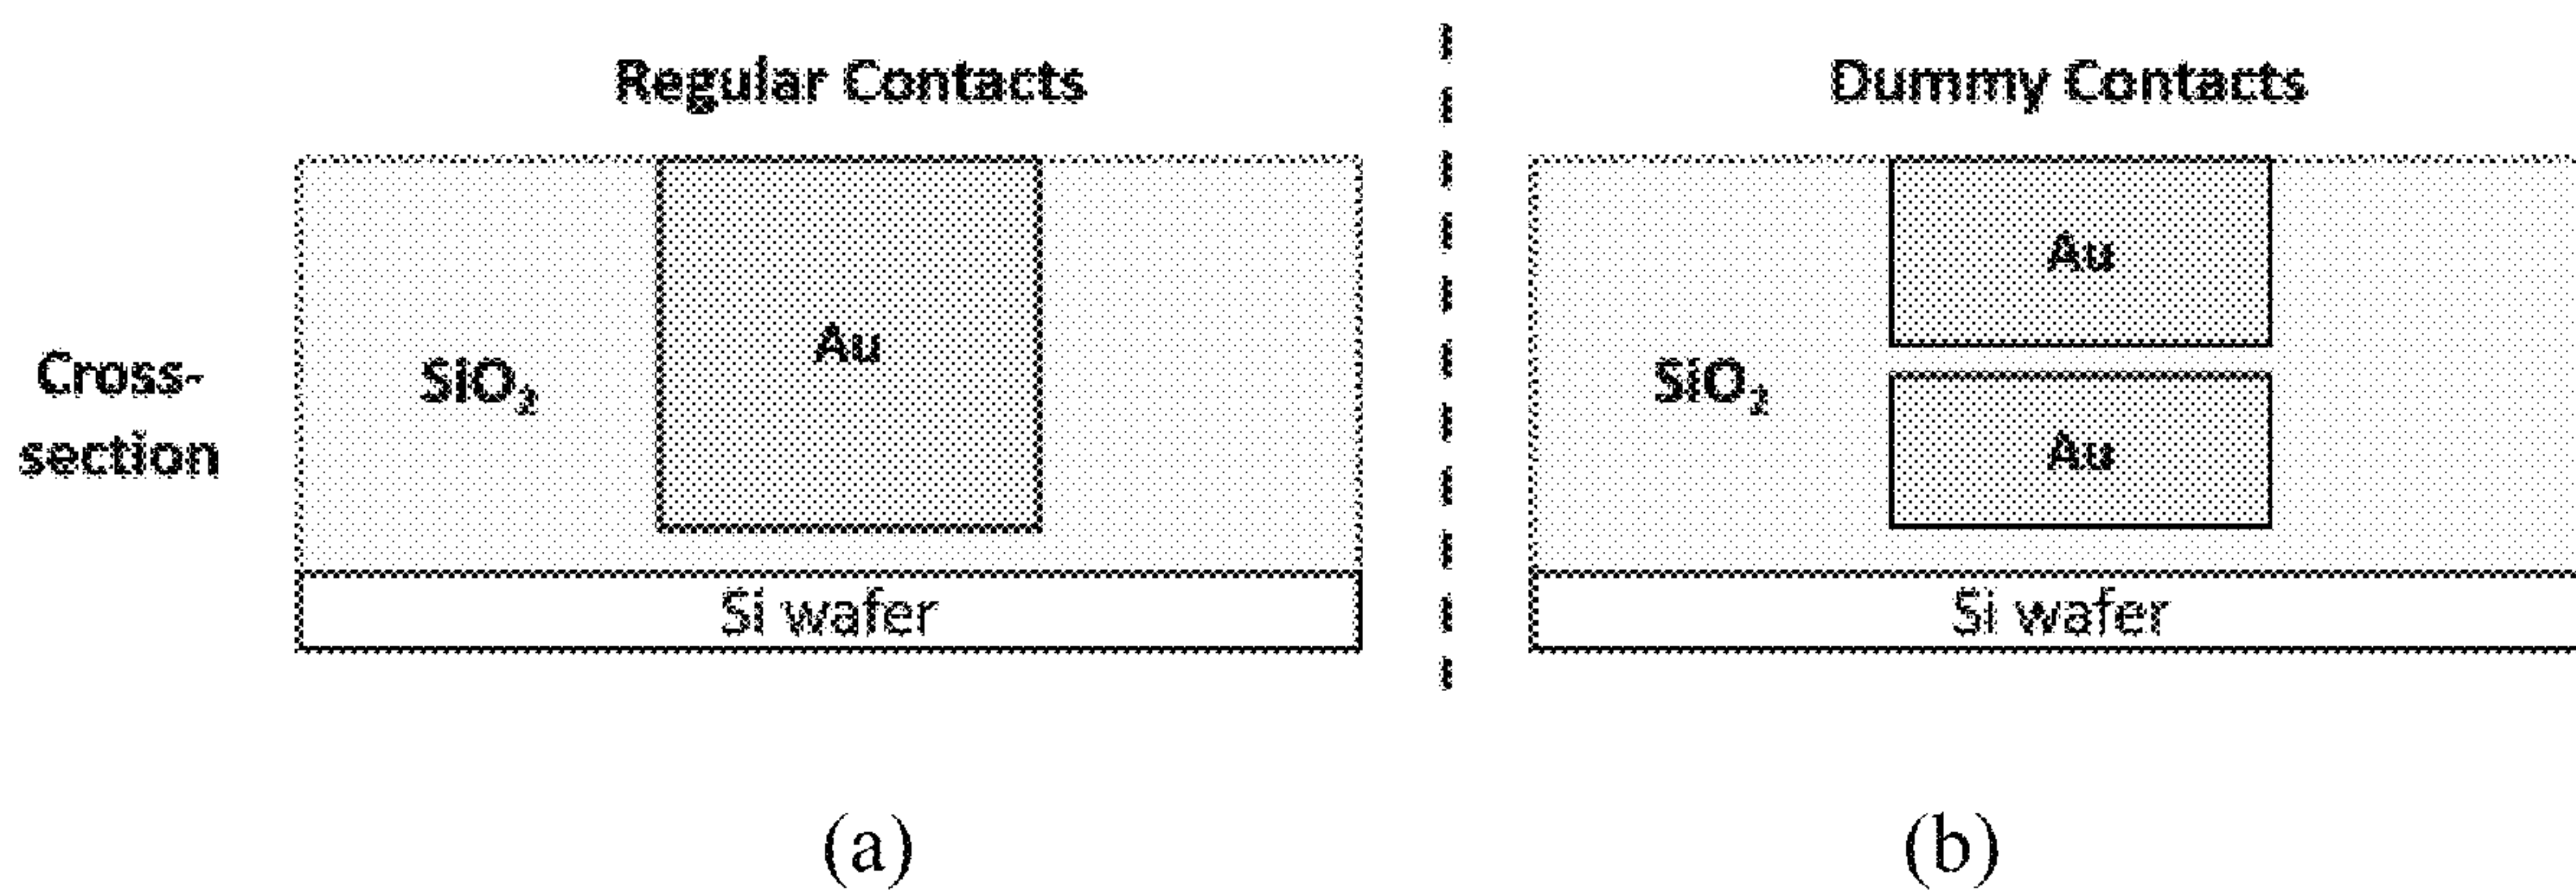 Regular Contacts
Dummy Contacts
Cross-
section
SiO₂
Au
Si wafer
SiO₂
Au
Au
Si wafer
(a)
(b)